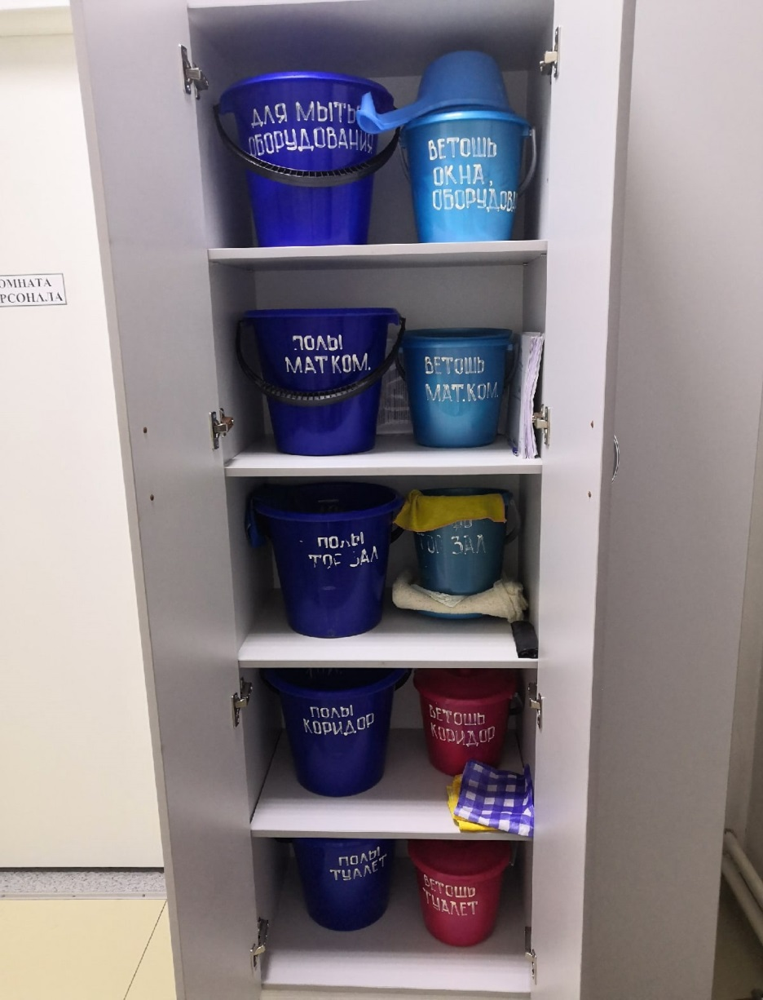 ДЛЯ МЫТЬ
ОБОРУДОВАНИЯ
ВЕТОШЬ
ОКНА,
ОБОРУДОВ
ОМНАТА
РСОНАЛА
ПОЛЫ
МАТ КОМ.
ВЕТОШЬ
МАТ.КОМ.
ПОЛЫ
ТОР ЗАЛ
ТОР ЗАЛ
ПОЛЫ
КОРИДОР
ВЕТОШЬ
КОРИДОР
ПОЛЫ
ТУАЛЕТ
ВЕТОШЬ
ТУАЛЕТ